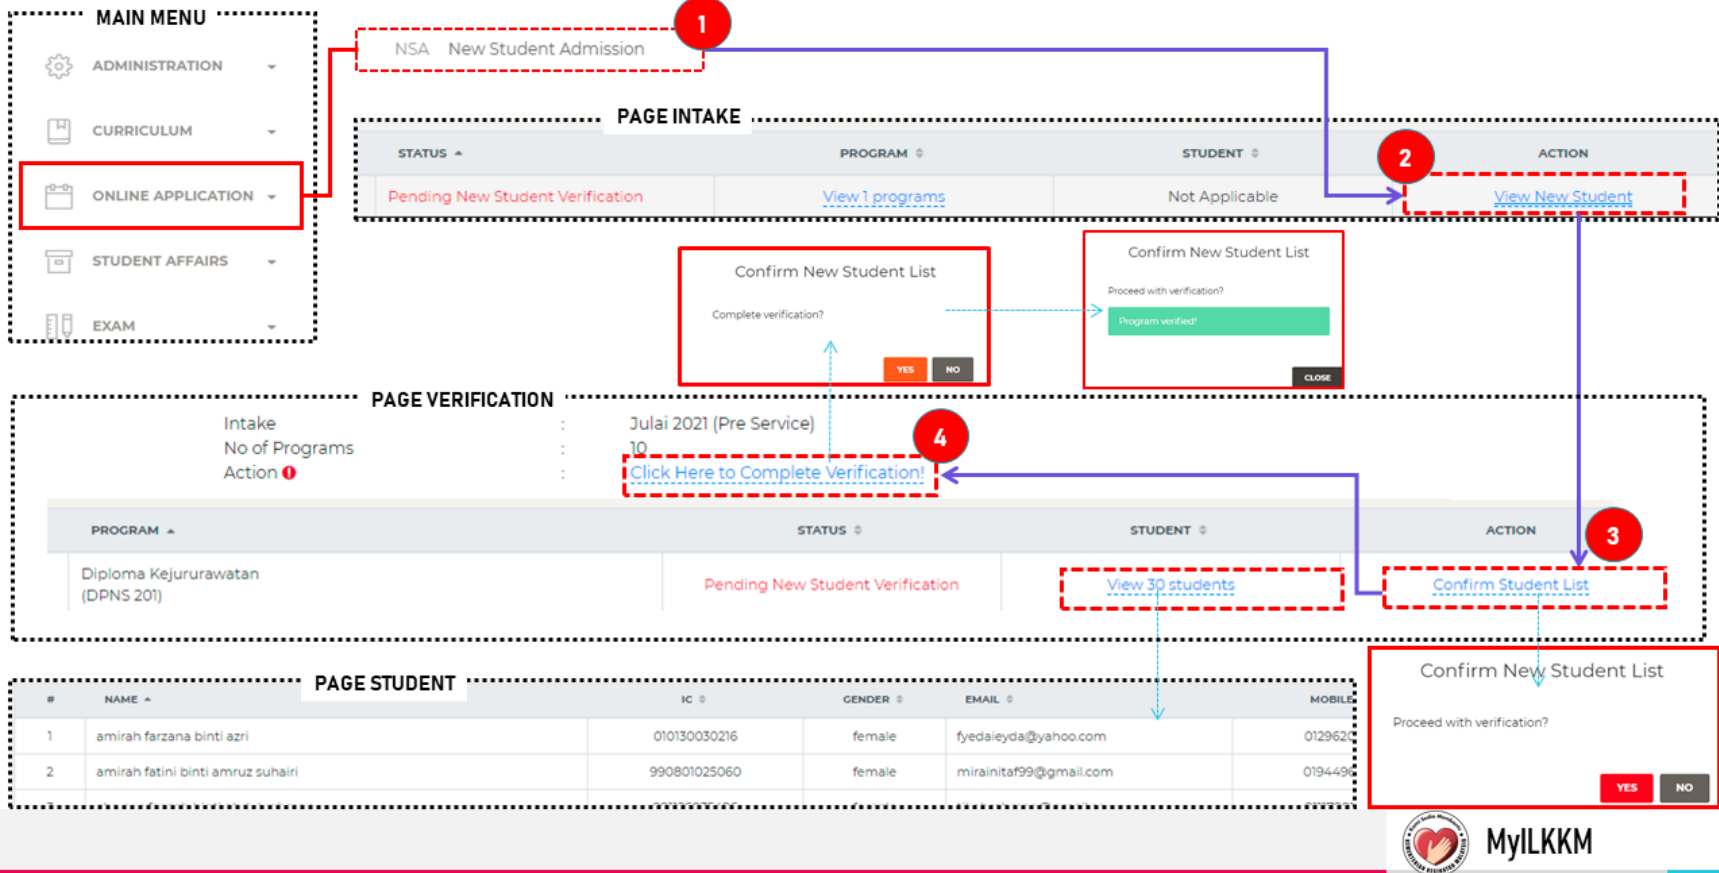 MAIN MENU
ADMINISTRATION
CURRICULUM
ONLINE APPLICATION
STUDENT AFFAIRS
EXAM
1
NSA New Student Admission
PAGE INTAKE
STATUS PROGRAM STUDENT ACTION
2
Pending New Student Verification View 1 programs Not Applicable View New Student
Confirm New Student List
Complete verification?
YES NO
Confirm New Student List
Proceed with verification?
Program verified!
CLOSE
PAGE VERIFICATION
Intake : Julai 2021 (Pre Service)
No of Programs : 10
Action : Click Here to Complete Verification!
4
PROGRAM STATUS STUDENT ACTION
3
Diploma Kejururawatan
(DPNS 201)
Pending New Student Verification View 30 students Confirm Student List
PAGE STUDENT
# NAME IC GENDER EMAIL MOBILE
1 amirah farzana binti azri 010130030216 female fyedaieyda@yahoo.com 012962
2 amirah fatini binti amruz suhairi 990801025060 female mirainitaf99@gmail.com 019449
Confirm New Student List
Proceed with verification?
YES NO
MyILKKM